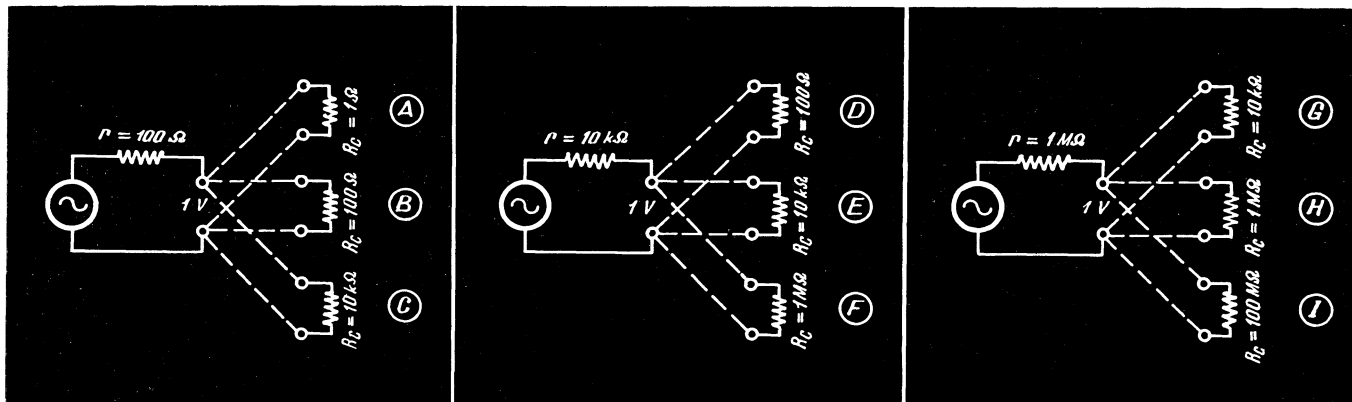 r = 100 Ω
1 V
R_C = 1 Ω
A
R_C = 100 Ω
B
R_C = 10 kΩ
C
r = 10 kΩ
1 V
R_C = 100 Ω
D
R_C = 10 kΩ
E
R_C = 1 MΩ
F
r = 1 MΩ
1 V
R_C = 10 kΩ
G
R_C = 1 MΩ
H
R_C = 100 MΩ
I